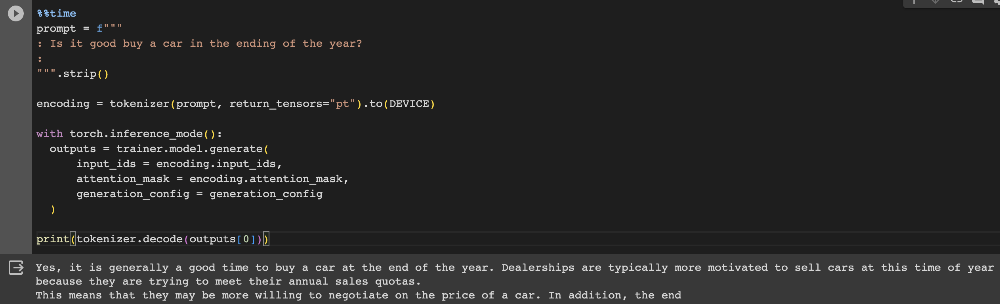 %%time
prompt = f"""
: Is it good buy a car in the ending of the year?
:
""".strip()
encoding = tokenizer(prompt, return_tensors="pt").to(DEVICE)
with torch.inference_mode():
  outputs = trainer.model.generate(
      input_ids = encoding.input_ids,
      attention_mask = encoding.attention_mask,
      generation_config = generation_config
  )
print(tokenizer.decode(outputs[0]))
Yes, it is generally a good time to buy a car at the end of the year. Dealerships are typically more motivated to sell cars at this time of year
because they are trying to meet their annual sales quotas.
This means that they may be more willing to negotiate on the price of a car. In addition, the end